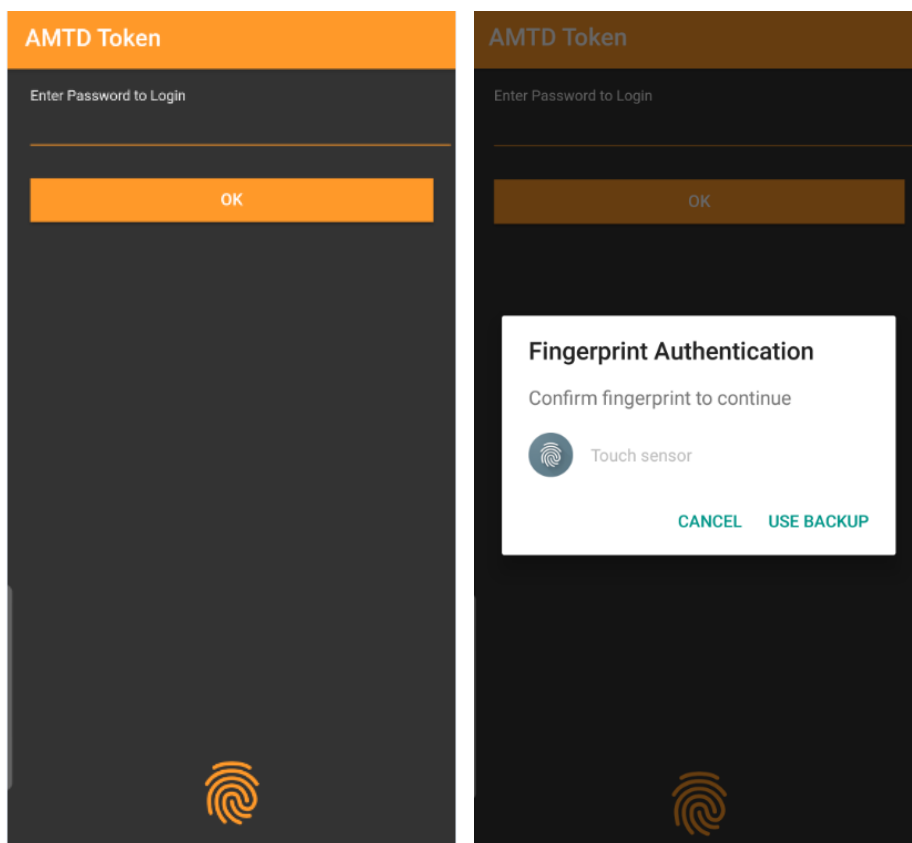 AMTD Token
Enter Password to Login
OK
AMTD Token
Enter Password to Login
OK
Fingerprint Authentication
Confirm fingerprint to continue
Touch sensor
CANCEL USE BACKUP